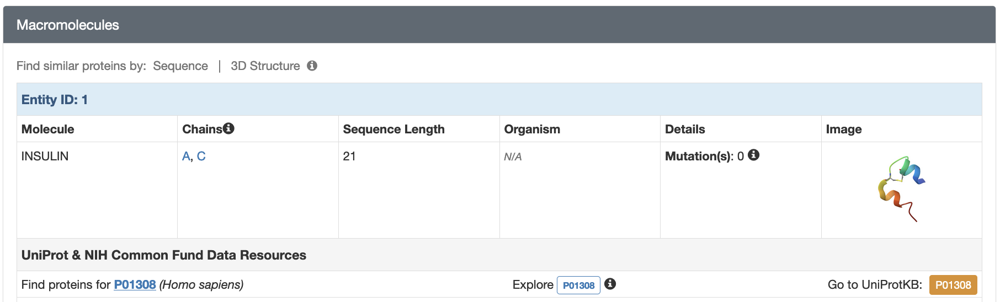 Macromolecules
Find similar proteins by: Sequence | 3D Structure
Entity ID: 1
Molecule Chains Sequence Length Organism Details Image
INSULIN A, C 21 N/A Mutation(s): 0
UniProt & NIH Common Fund Data Resources
Find proteins for P01308 (Homo sapiens) Explore P01308 Go to UniProtKB: P01308